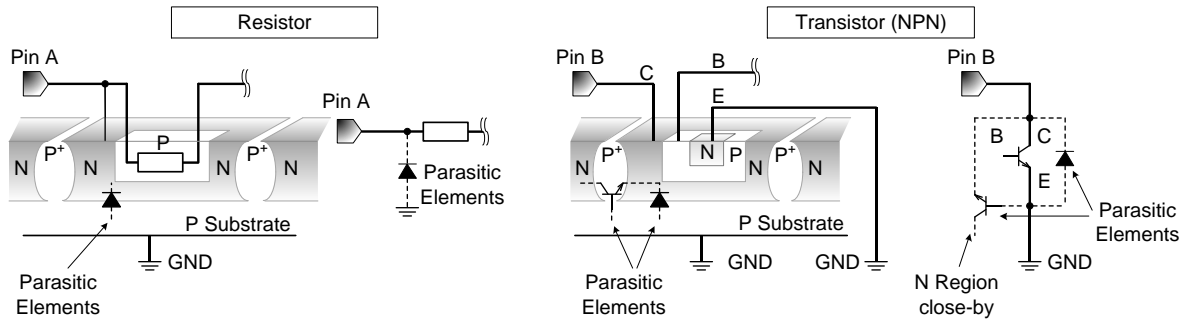 Resistor
Transistor (NPN)
Pin A
Pin B
C
B
E
Pin B
Pin A
N
P+
N
P
P+
N
N
P+
N
N
P
P+
N
B
C
E
Parasitic
Elements
P Substrate
P Substrate
GND
Parasitic
Elements
GND
GND
Parasitic
Elements
Parasitic
Elements
N Region
close-by
GND